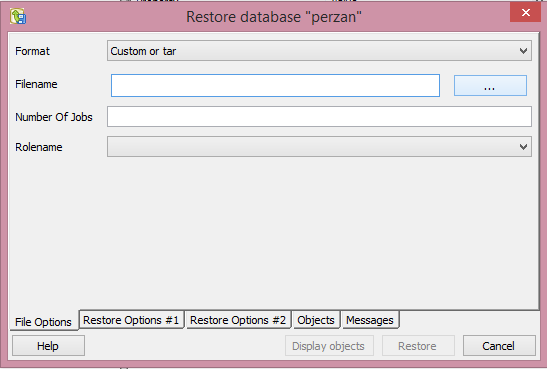 Restore database "perzan"
Format
Custom or tar
Filename
...
Number Of Jobs
Rolename
File Options Restore Options #1 Restore Options #2 Objects Messages
Help Display objects Restore Cancel